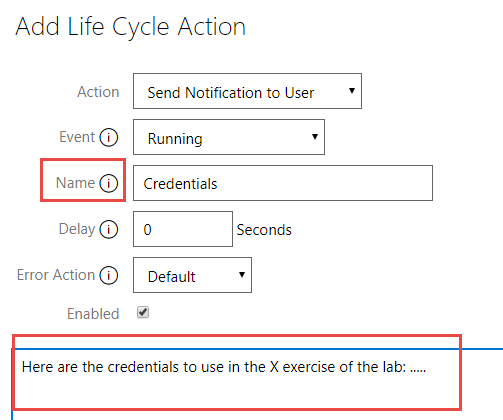 Add Life Cycle Action
Action Send Notification to User
Event Running
Name Credentials
Delay 0 Seconds
Error Action Default
Enabled
Here are the credentials to use in the X exercise of the lab: .....